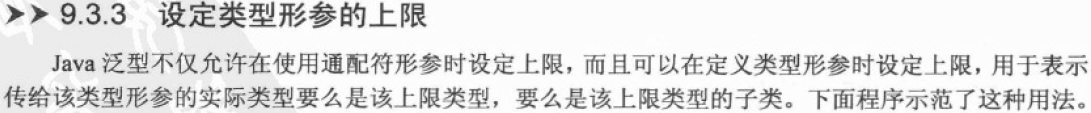 ▶▶ 9.3.3 设定类型形参的上限
Java 泛型不仅允许在使用通配符形参时设定上限，而且可以在定义类型形参时设定上限，用于表示
传给该类型形参的实际类型要么是该上限类型，要么是该上限类型的子类。下面程序示范了这种用法。